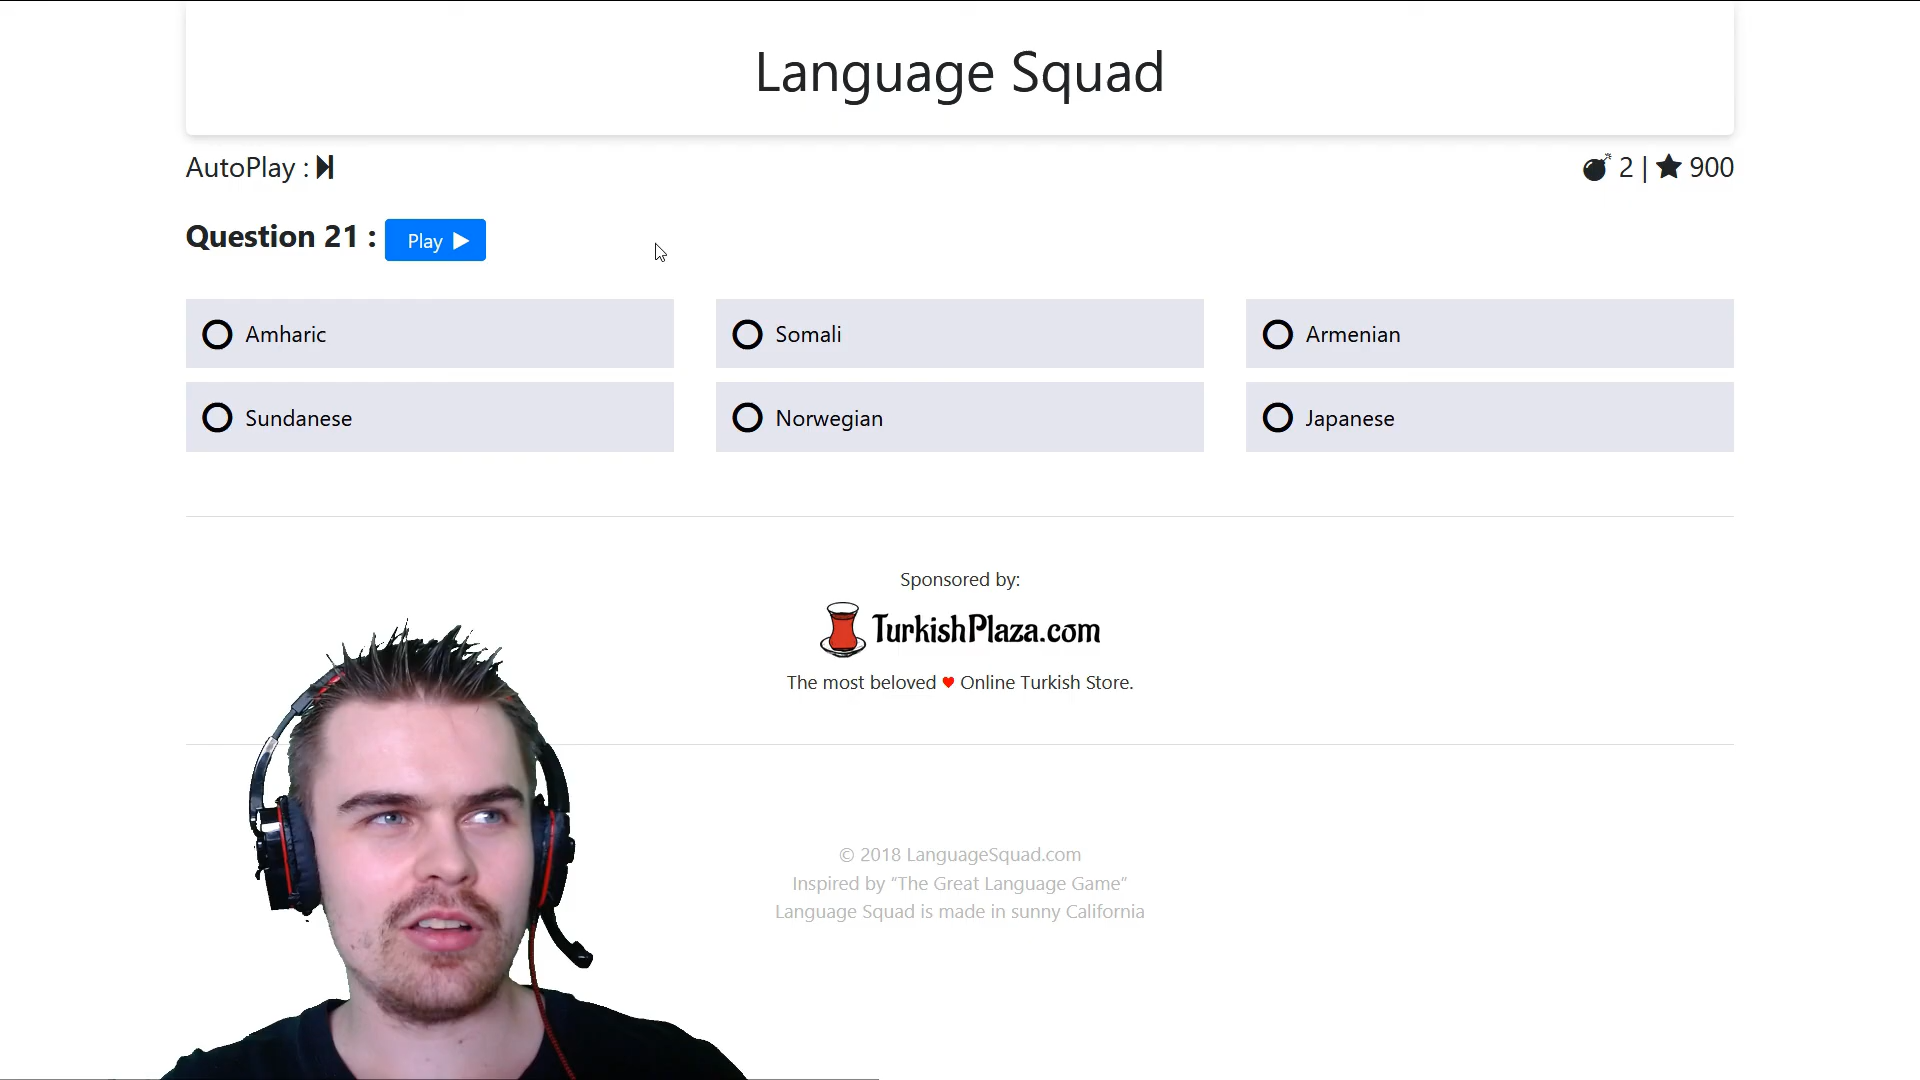 Language Squad
AutoPlay :
2 | 900
Question 21 :
Play
Amharic
Somali
Armenian
Sundanese
Norwegian
Japanese
Sponsored by:
TurkishPlaza.com
The most beloved ♥ Online Turkish Store.
© 2018 LanguageSquad.com
Inspired by “The Great Language Game”
Language Squad is made in sunny California